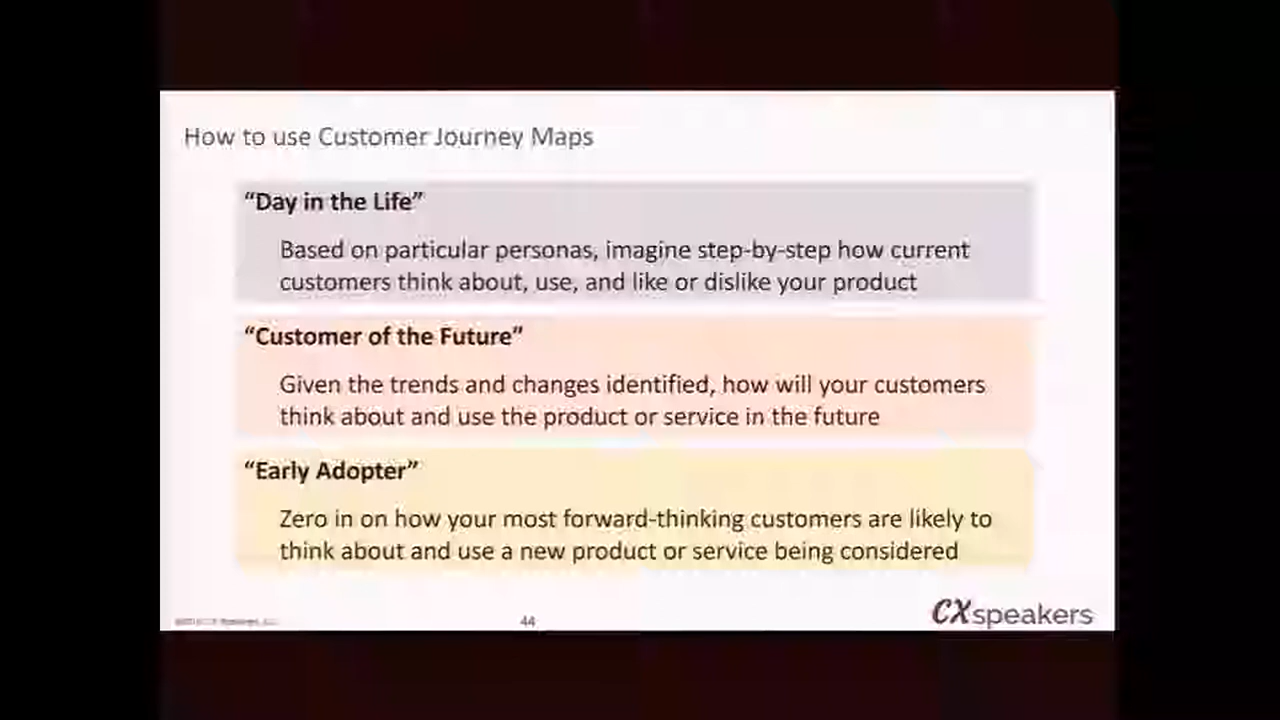 How to use Customer Journey Maps
“Day in the Life”
Based on particular personas, imagine step-by-step how current
customers think about, use, and like or dislike your product
“Customer of the Future”
Given the trends and changes identified, how will your customers
think about and use the product or service in the future
“Early Adopter”
Zero in on how your most forward-thinking customers are likely to
think about and use a new product or service being considered
44
CXspeakers